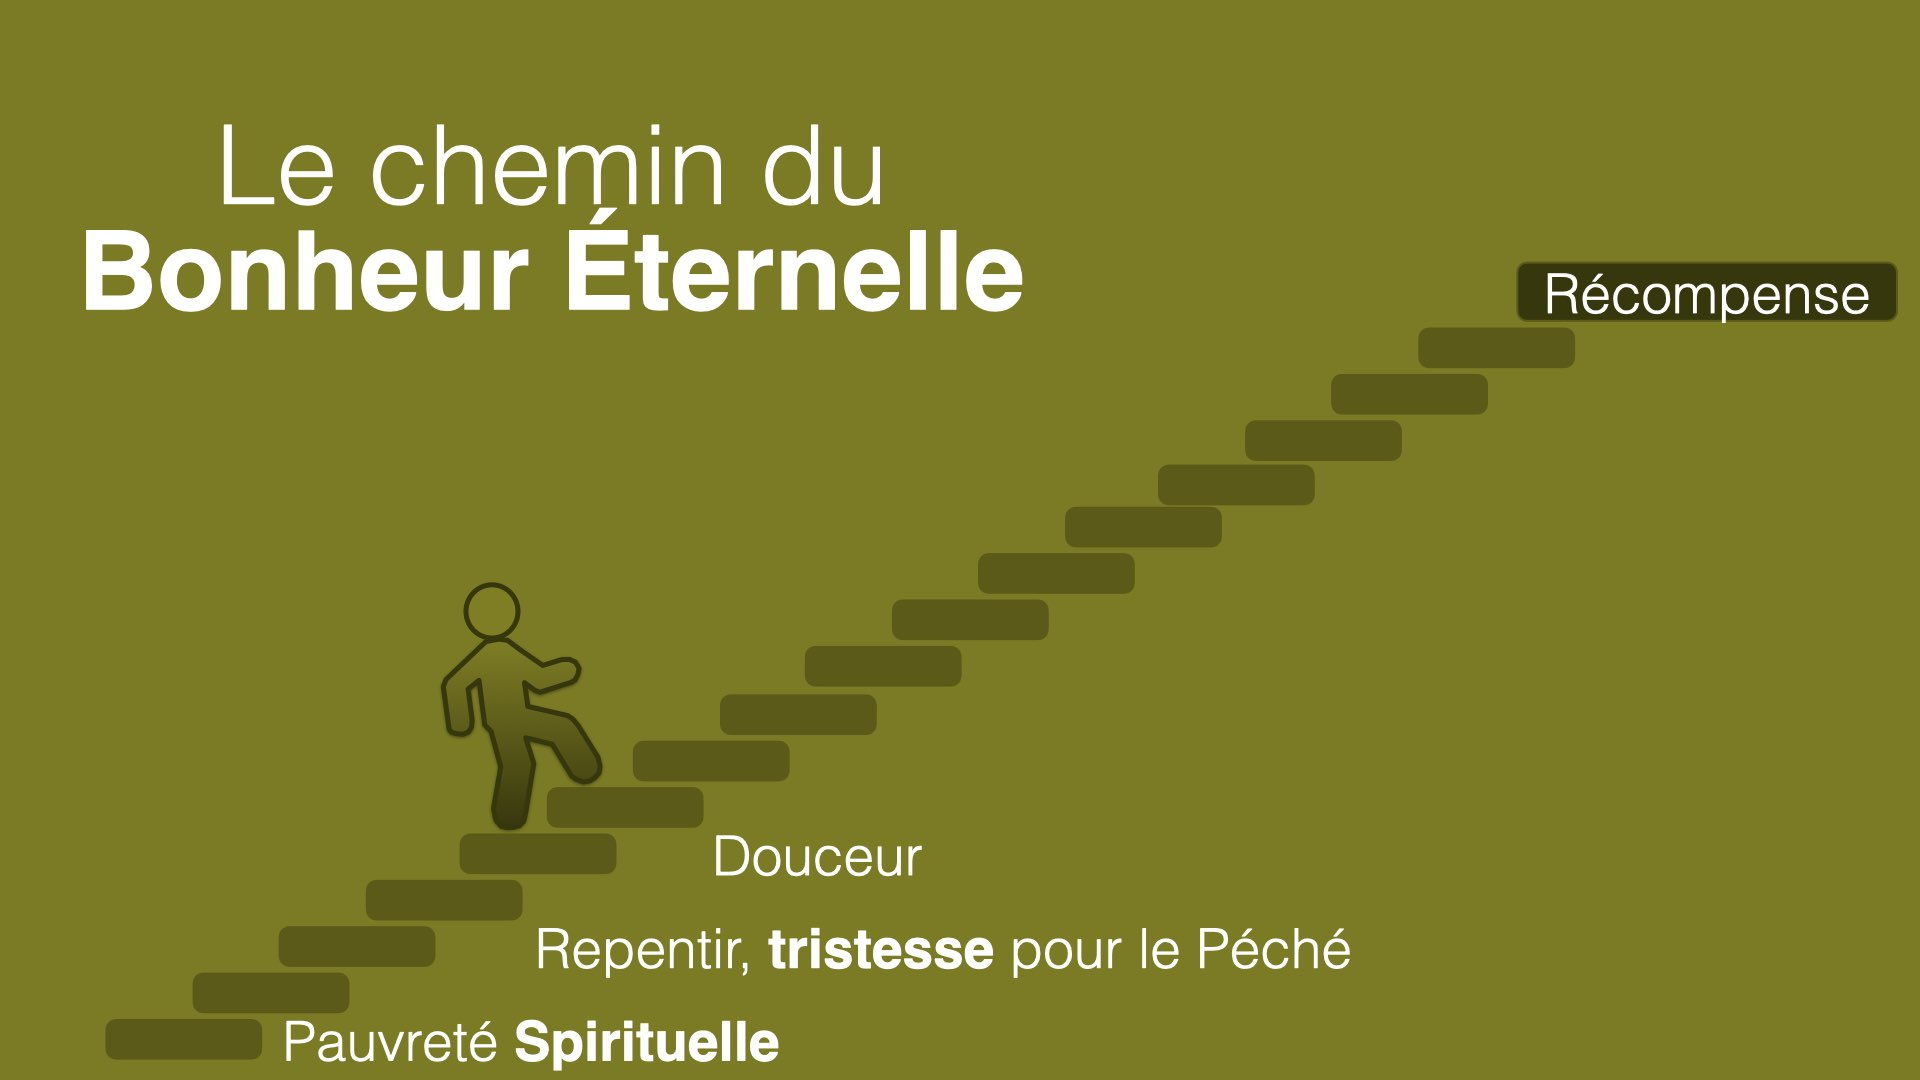 Le chemin du
Bonheur Éternelle
Récompense
Douceur
Repentir, tristesse pour le Péché
Pauvreté Spirituelle